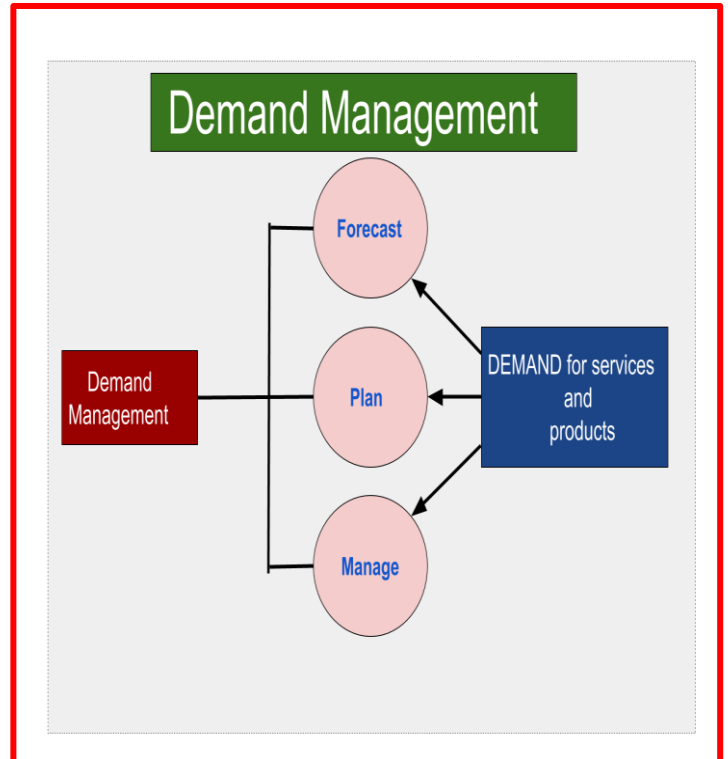 Demand Management
Forecast
Demand
Management
Plan
DEMAND for services
and
products
Manage